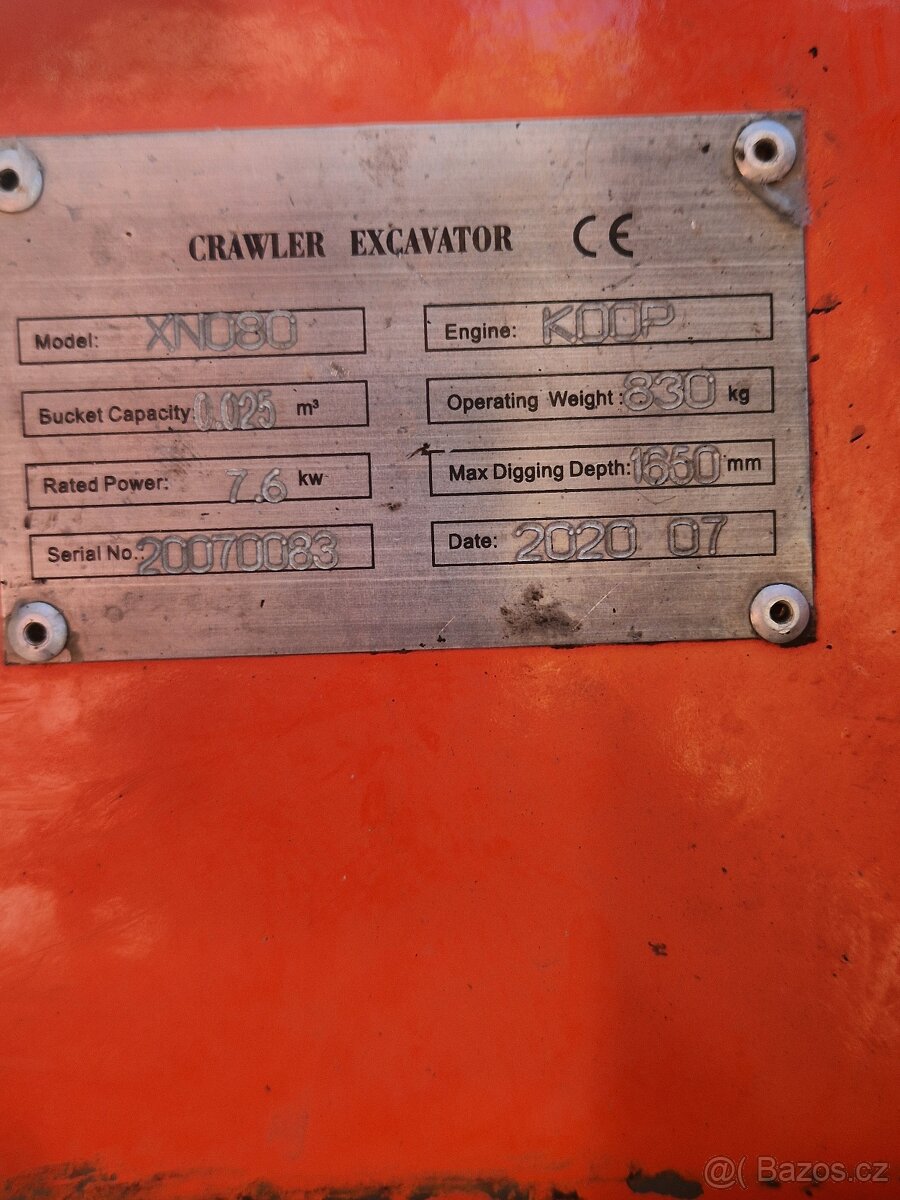 CRAWLER EXCAVATOR CE
Model: XN080 Engine: KOOP
Bucket Capacity: 0.025 m³ Operating Weight: 830 kg
Rated Power: 7.6 kw Max Digging Depth: 1650 mm
Serial No.: 20070083 Date: 2020 07
@( Bazos.cz